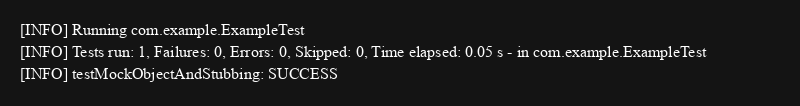 [INFO] Running com.example.ExampleTest
[INFO] Tests run: 1, Failures: 0, Errors: 0, Skipped: 0, Time elapsed: 0.05 s - in com.example.ExampleTest
[INFO] testMockObjectAndStubbing: SUCCESS